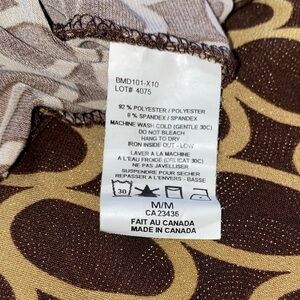 BMD101-X10
LOT# 4075
92 % POLYESTER / POLYESTER
8 % SPANDEX / SPANDEX
MACHINE WASH COLD (GENTLE 30C)
DO NOT BLEACH
HANG TO DRY
IRON INSIDE OUT - LOW
LAVER A LA MACHINE
A L'EAU FROIDE (DELICAT 30C)
NE PAS JAVELLISER
SUSPENDRE POUR SECHER
REPASSER A L'ENVERS - BASSE
30
M/M
CA 23436
FAIT AU CANADA
MADE IN CANADA